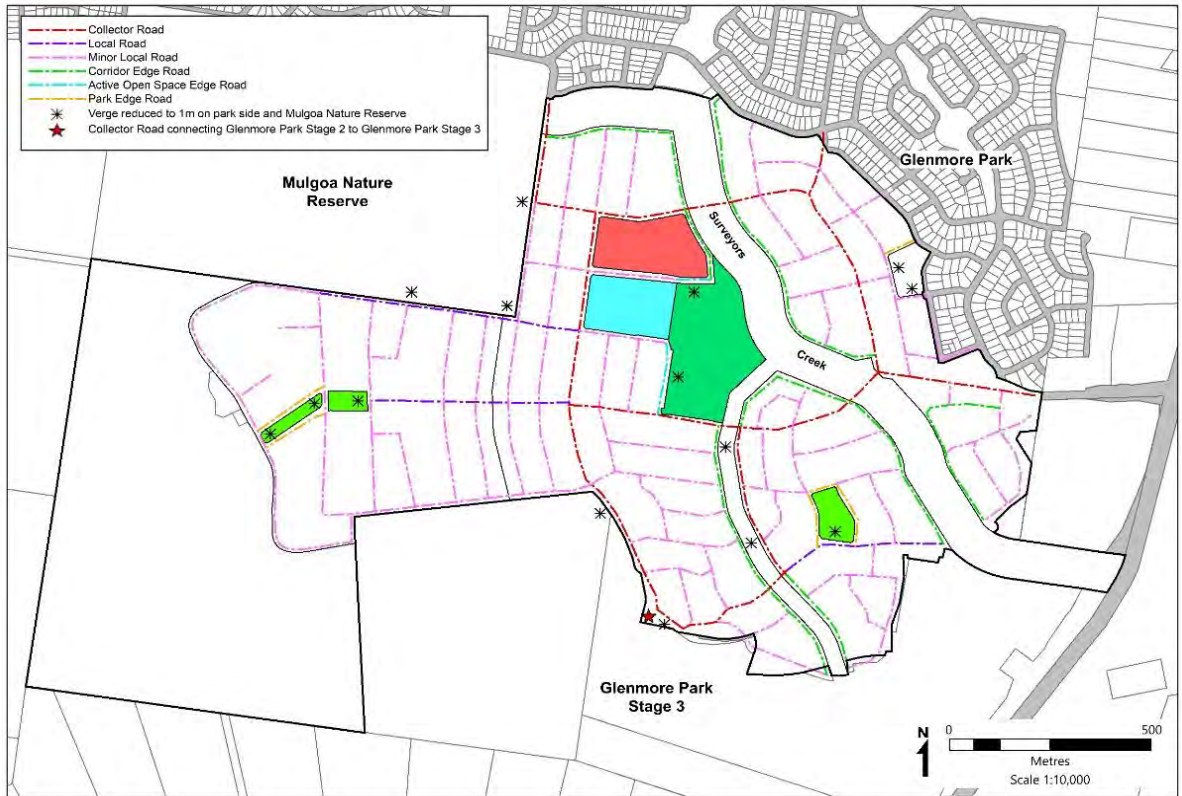 Collector Road
Local Road
Minor Local Road
Corridor Edge Road
Active Open Space Edge Road
Park Edge Road
Verge reduced to 1m on park side and Mulgoa Nature Reserve
Collector Road connecting Glenmore Park Stage 2 to Glenmore Park Stage 3
Mulgoa Nature
Reserve
Glenmore Park
Surveyors
Creek
Glenmore Park
Stage 3
N
0 500
Metres
Scale 1:10,000